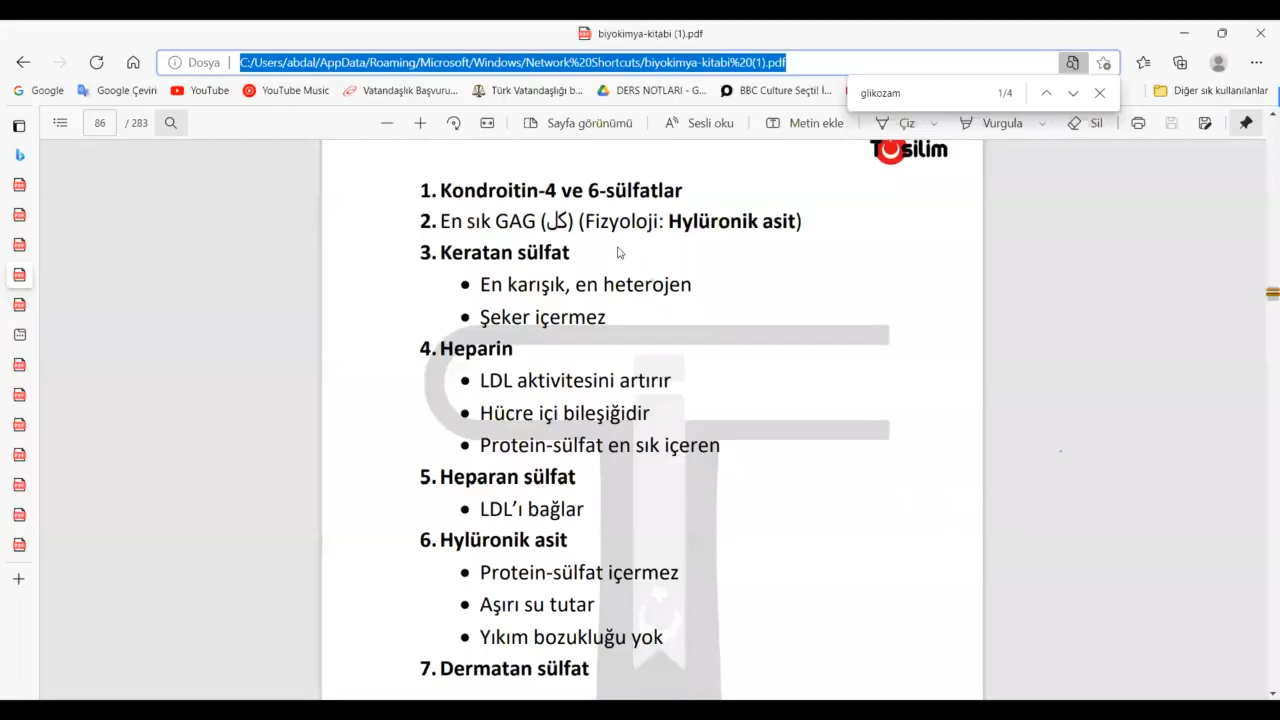 biyokimya-kitabi (1).pdf
Dosya C:/Users/abdal/AppData/Roaming/Microsoft/Windows/Network%20Shortcuts/biyokimya-kitabi%20(1).pdf
Google Google Çeviri YouTube YouTube Music Vatandaşlık Başvuru... Türk Vatandaşlığı b... DERS NOTLARI - G... BBC Culture Seçti! İ... Diğer sık kullanılanlar
glikozam 1/4
86 / 283 Sayfa görünümü Sesli oku Metin ekle Çiz Vurgula Sil
Tosilim
1. Kondroitin-4 ve 6-sülfatlar
2. En sık GAG (كل) (Fizyoloji: Hylüronik asit)
3. Keratan sülfat
• En karışık, en heterojen
• Şeker içermez
4. Heparin
• LDL aktivitesini artırır
• Hücre içi bileşiğidir
• Protein-sülfat en sık içeren
5. Heparan sülfat
• LDL’ı bağlar
6. Hylüronik asit
• Protein-sülfat içermez
• Aşırı su tutar
• Yıkım bozukluğu yok
7. Dermatan sülfat